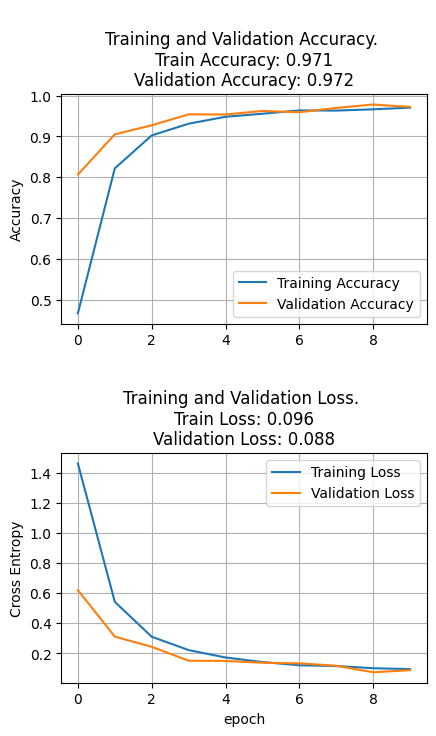 Training and Validation Accuracy.
Train Accuracy: 0.971
Validation Accuracy: 0.972
1.0
0.9
0.8
0.7
0.6
0.5
Accuracy
Training Accuracy
Validation Accuracy
0 2 4 6 8
Training and Validation Loss.
Train Loss: 0.096
Validation Loss: 0.088
1.4
1.2
1.0
0.8
0.6
0.4
0.2
Cross Entropy
Training Loss
Validation Loss
0 2 4 6 8
epoch